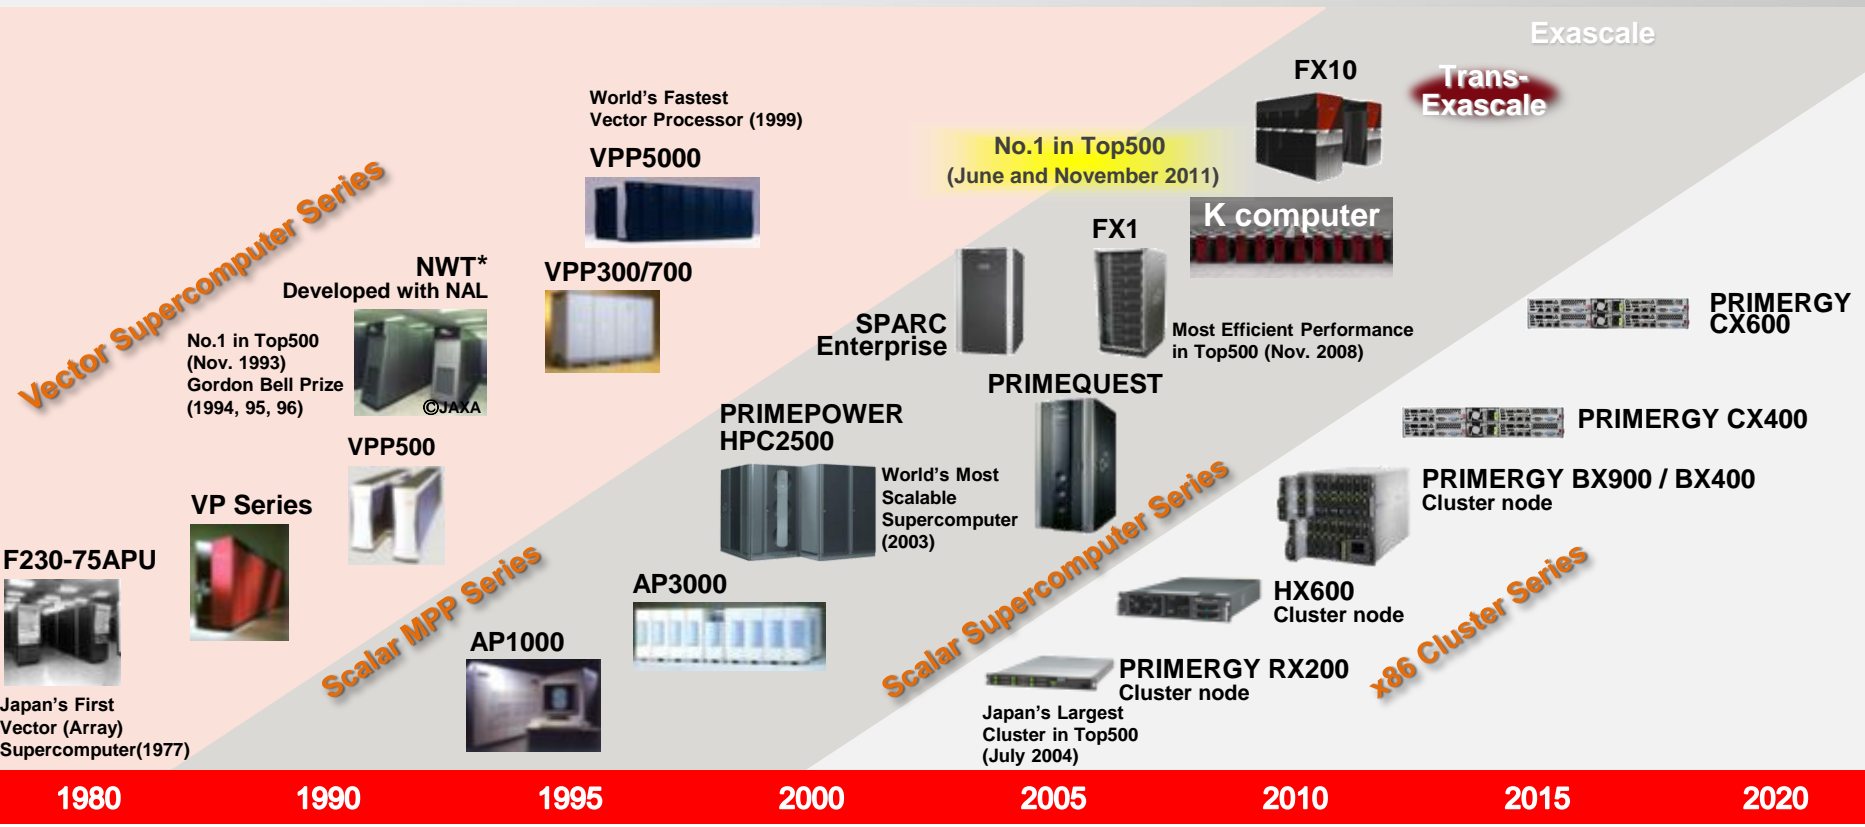 Exascale
Trans-
Exascale
FX10
World's Fastest
Vector Processor (1999)
VPP5000
No.1 in Top500
(June and November 2011)
K computer
FX1
Vector Supercomputer Series
NWT*
Developed with NAL
VPP300/700
No.1 in Top500
(Nov. 1993)
Gordon Bell Prize
(1994, 95, 96)
©JAXA
SPARC
Enterprise
Most Efficient Performance
in Top500 (Nov. 2008)
PRIMERGY
CX600
PRIMEQUEST
PRIMEPOWER
HPC2500
PRIMERGY CX400
VPP500
World's Most
Scalable
Supercomputer
(2003)
PRIMERGY BX900 / BX400
Cluster node
VP Series
F230-75APU
Scalar MPP Series
AP3000
Scalar Supercomputer Series
HX600
Cluster node
x86 Cluster Series
AP1000
PRIMERGY RX200
Cluster node
Japan's First
Vector (Array)
Supercomputer(1977)
Japan's Largest
Cluster in Top500
(July 2004)
1980 1990 1995 2000 2005 2010 2015 2020